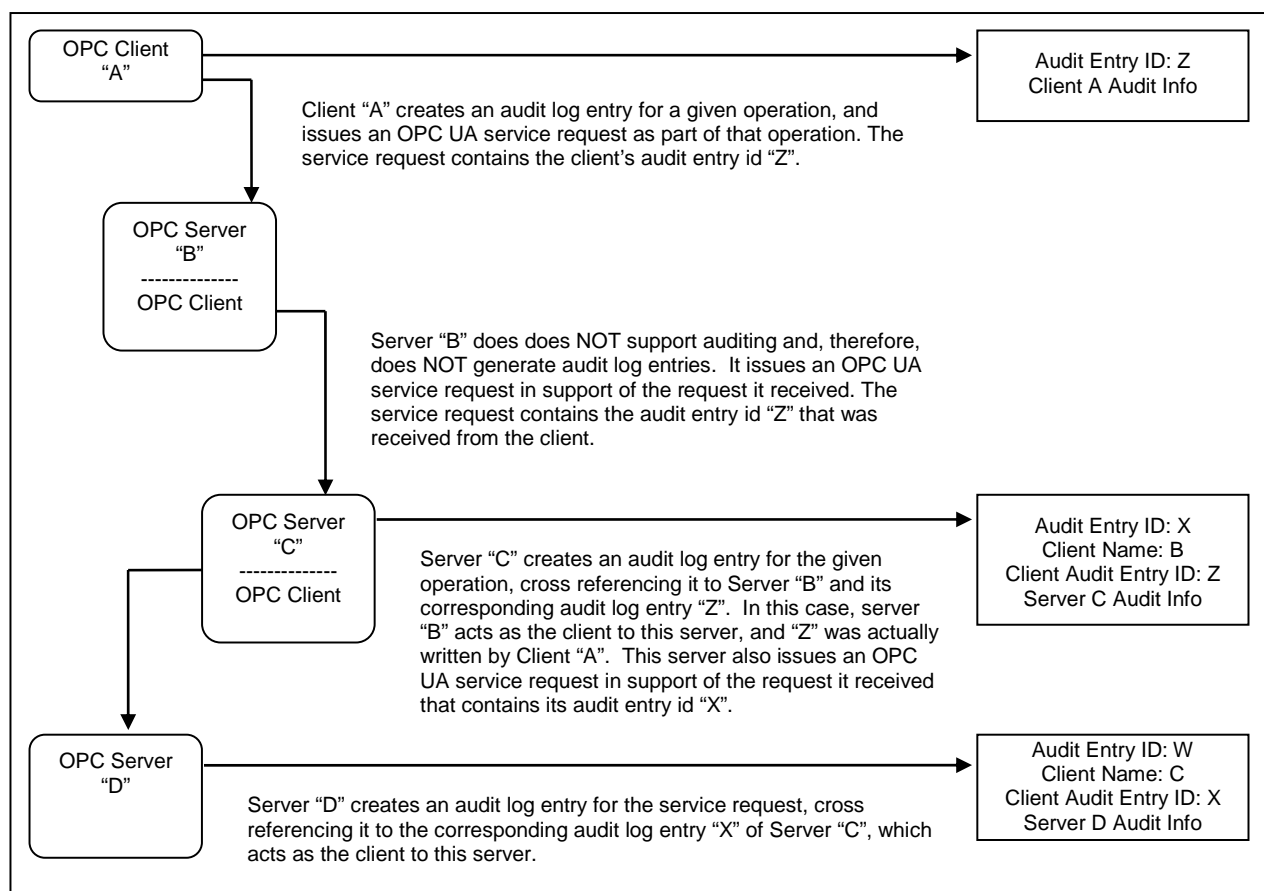 OPC Client
“A”
Audit Entry ID: Z
Client A Audit Info
Client “A” creates an audit log entry for a given operation, and
issues an OPC UA service request as part of that operation. The
service request contains the client’s audit entry id “Z”.
OPC Server
“B”
---------------
OPC Client
Server “B” does does NOT support auditing and, therefore,
does NOT generate audit log entries.  It issues an OPC UA
service request in support of the request it received. The
service request contains the audit entry id “Z” that was
received from the client.
OPC Server
“C”
---------------
OPC Client
Audit Entry ID: X
Client Name: B
Client Audit Entry ID: Z
Server C Audit Info
Server “C” creates an audit log entry for the given
operation, cross referencing it to Server “B” and its
corresponding audit log entry “Z”.  In this case, server
“B” acts as the client to this server, and “Z” was actually
written by Client “A”.  This server also issues an OPC
UA service request in support of the request it received
that contains its audit entry id “X”.
OPC Server
“D”
Audit Entry ID: W
Client Name: C
Client Audit Entry ID: X
Server D Audit Info
Server “D” creates an audit log entry for the service request, cross
referencing it to the corresponding audit log entry “X” of Server “C”, which
acts as the client to this server.